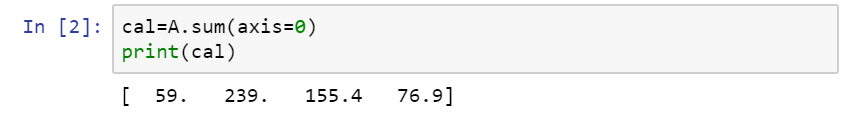 In [2]: cal=A.sum(axis=0)
print(cal)
[  59.   239.   155.4   76.9]